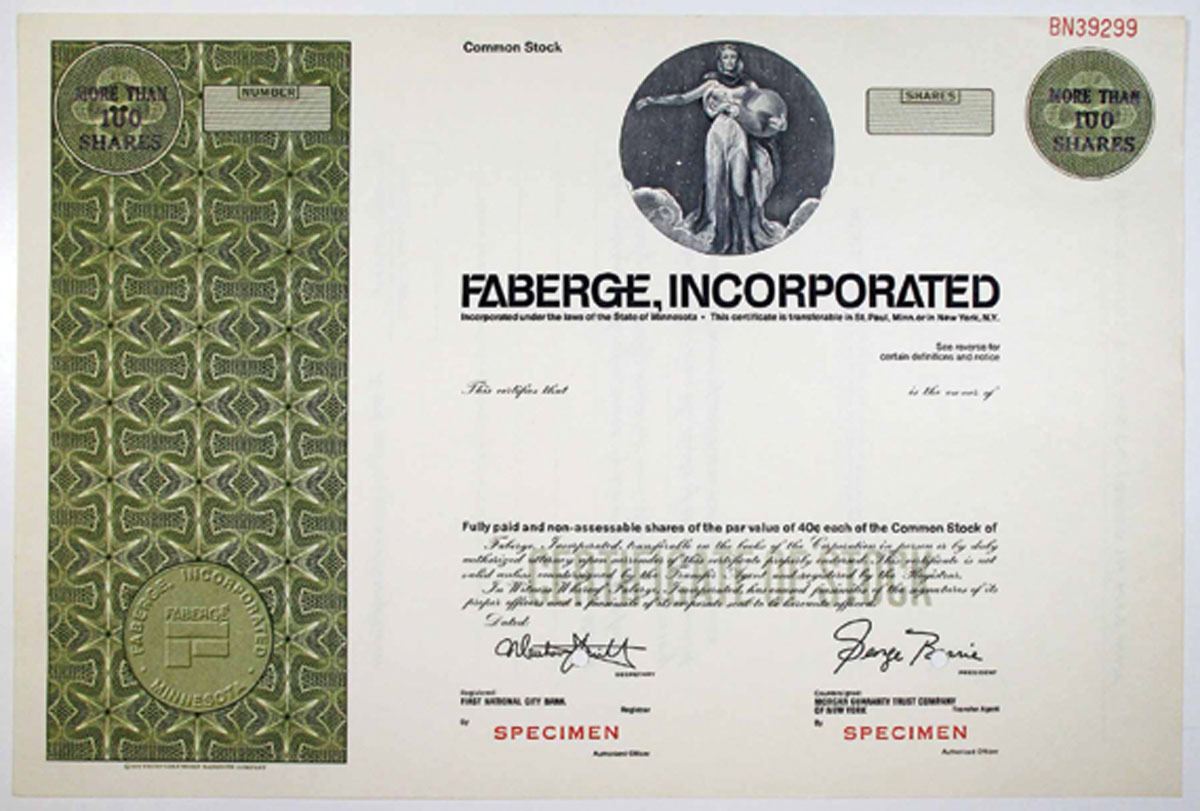 BN39299
Common Stock
MORE THAN
100
SHARES
NUMBER
SHARES
MORE THAN
100
SHARES
FABERGE, INCORPORATED
Incorporated under the laws of the State of Minnesota • This certificate is transferable in St. Paul, Minn. or in New York, N.Y.
See reverse for
certain definitions and notice
This certifies that
is the owner of
Fully paid and non-assessable shares of the par value of 40¢ each of the Common Stock of
Faberge, Incorporated, transferable on the books of the Corporation in person or by duly
authorized attorney upon surrender of this certificate properly endorsed. This certificate is not
valid unless countersigned by the Transfer Agent and registered by the Registrar.
In Witness Whereof, Faberge, Incorporated has caused the signatures of its
proper officers and a facsimile of its corporate seal to be hereunto affixed.
CERTIFICATE OF STOCK
Dated:
SECRETARY
George Barrie
PRESIDENT
FABERGE, INCORPORATED
FABERGE
MINNESOTA
Registered:
FIRST NATIONAL CITY BANK
Registrar
By
SPECIMEN
Authorized Officer
Countersigned:
MORGAN GUARANTY TRUST COMPANY
OF NEW YORK
Transfer Agent
By
SPECIMEN
Authorized Officer